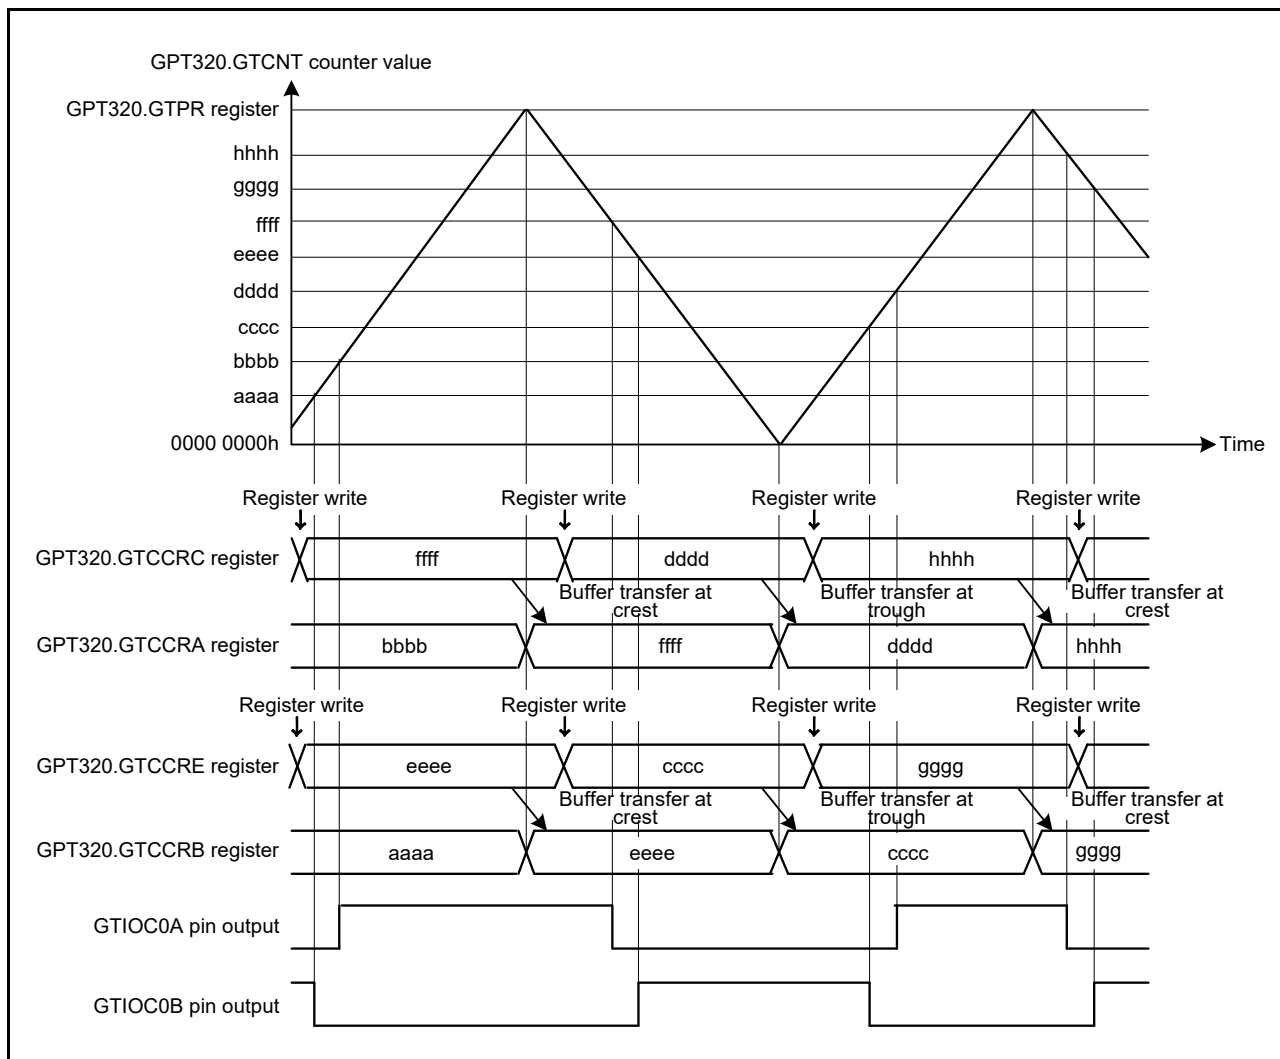 GPT320.GTCNT counter value
GPT320.GTPR register
hhhh
gggg
ffff
eeee
dddd
cccc
bbbb
aaaa
0000 0000h
Time
Register write Register write Register write Register write
GPT320.GTCCRC register ffff dddd hhhh
Buffer transfer at Buffer transfer at Buffer transfer at
crest trough crest
GPT320.GTCCRA register bbbb ffff dddd hhhh
Register write Register write Register write Register write
GPT320.GTCCRE register eeee cccc gggg
Buffer transfer at Buffer transfer at Buffer transfer at
crest trough crest
GPT320.GTCCRB register aaaa eeee cccc gggg
GTIOC0A pin output
GTIOC0B pin output